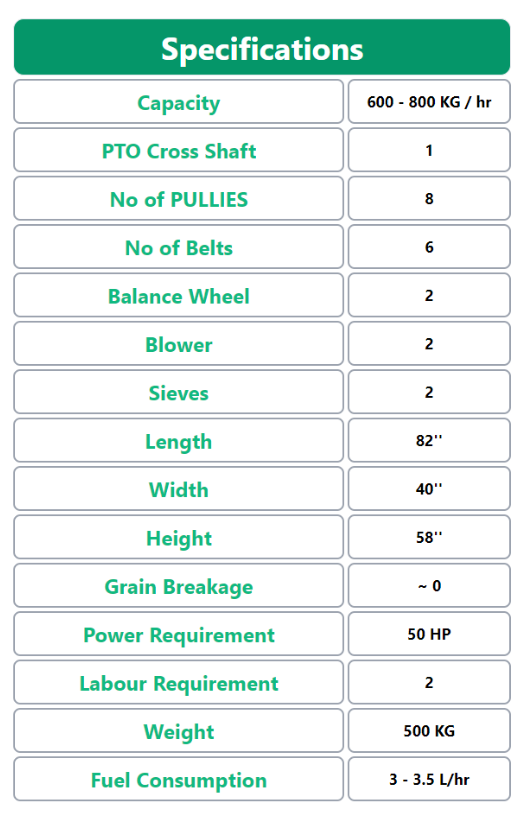 Specifications
Capacity 600 - 800 KG / hr
PTO Cross Shaft 1
No of PULLIES 8
No of Belts 6
Balance Wheel 2
Blower 2
Sieves 2
Length 82''
Width 40''
Height 58''
Grain Breakage ~ 0
Power Requirement 50 HP
Labour Requirement 2
Weight 500 KG
Fuel Consumption 3 - 3.5 L/hr